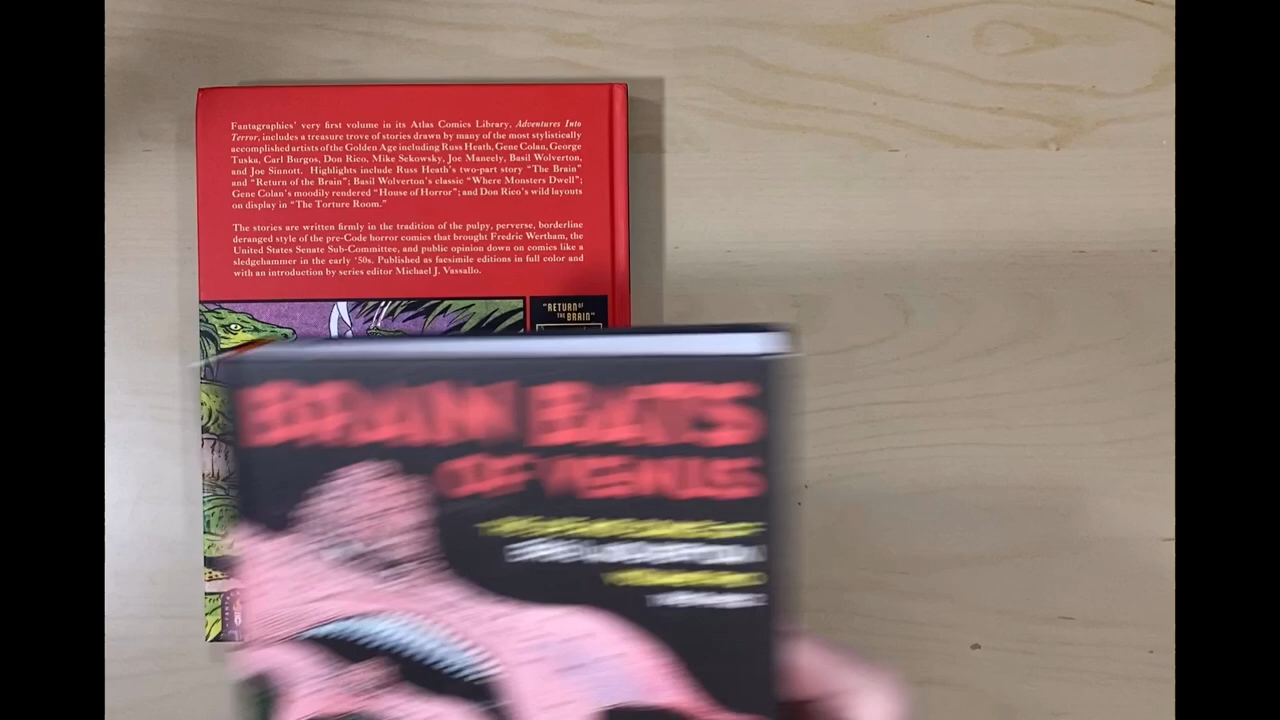 Fantagraphics' very first volume in its Atlas Comics Library, Adventures Into
Terror, includes a treasure trove of stories drawn by many of the most stylistically
accomplished artists of the Golden Age including Russ Heath, Gene Colan, George
Tuska, Carl Burgos, Don Rico, Mike Sekowsky, Joe Maneely, Basil Wolverton,
and Joe Sinnott. Highlights include Russ Heath's two-part story "The Brain"
and "Return of the Brain"; Basil Wolverton's classic "Where Monsters Dwell";
Gene Colan's moodily rendered "House of Horror"; and Don Rico's wild layouts
on display in "The Torture Room."
The stories are written firmly in the tradition of the pulpy, perverse, borderline
deranged style of the pre-Code horror comics that brought Fredric Wertham, the
United States Senate Sub-Committee, and public opinion down on comics like a
sledgehammer in the early '50s. Published as facsimile editions in full color and
with an introduction by series editor Michael J. Vassallo.
"RETURN OF
THE BRAIN"
BRAIN BATS
OF VENUS